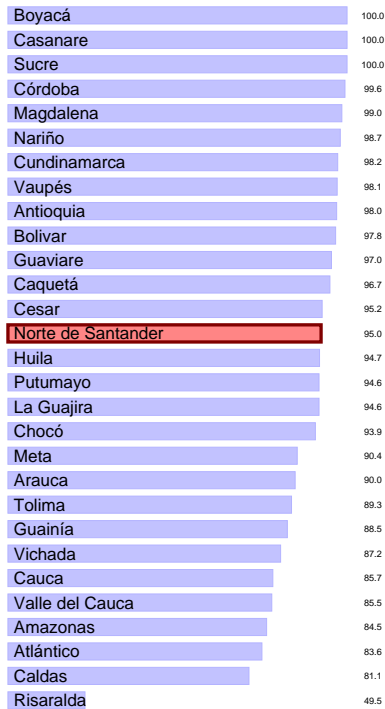 Boyacá 100.0
Casanare 100.0
Sucre 100.0
Córdoba 99.6
Magdalena 99.0
Nariño 98.7
Cundinamarca 98.2
Vaupés 98.1
Antioquia 98.0
Bolivar 97.8
Guaviare 97.0
Caquetá 96.7
Cesar 95.2
Norte de Santander 95.0
Huila 94.7
Putumayo 94.6
La Guajira 94.6
Chocó 93.9
Meta 90.4
Arauca 90.0
Tolima 89.3
Guainía 88.5
Vichada 87.2
Cauca 85.7
Valle del Cauca 85.5
Amazonas 84.5
Atlántico 83.6
Caldas 81.1
Risaralda 49.5